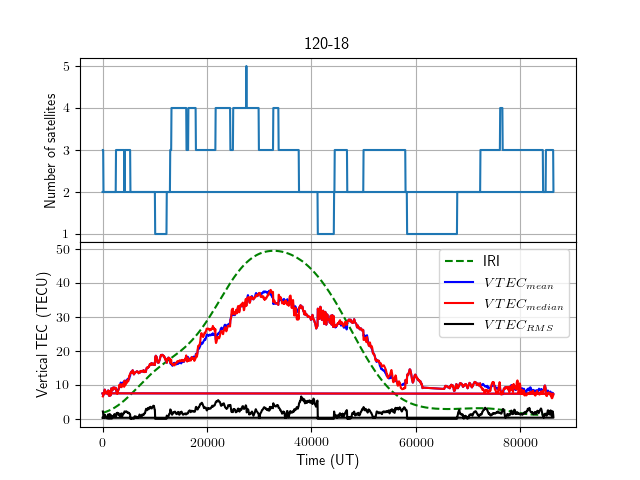 120-18
5
4
3
2
1
Number of satellites
50
40
30
20
10
0
Vertical TEC (TECU)
IRI
VTEC_mean
VTEC_median
VTEC_RMS
0 20000 40000 60000 80000
Time (UT)